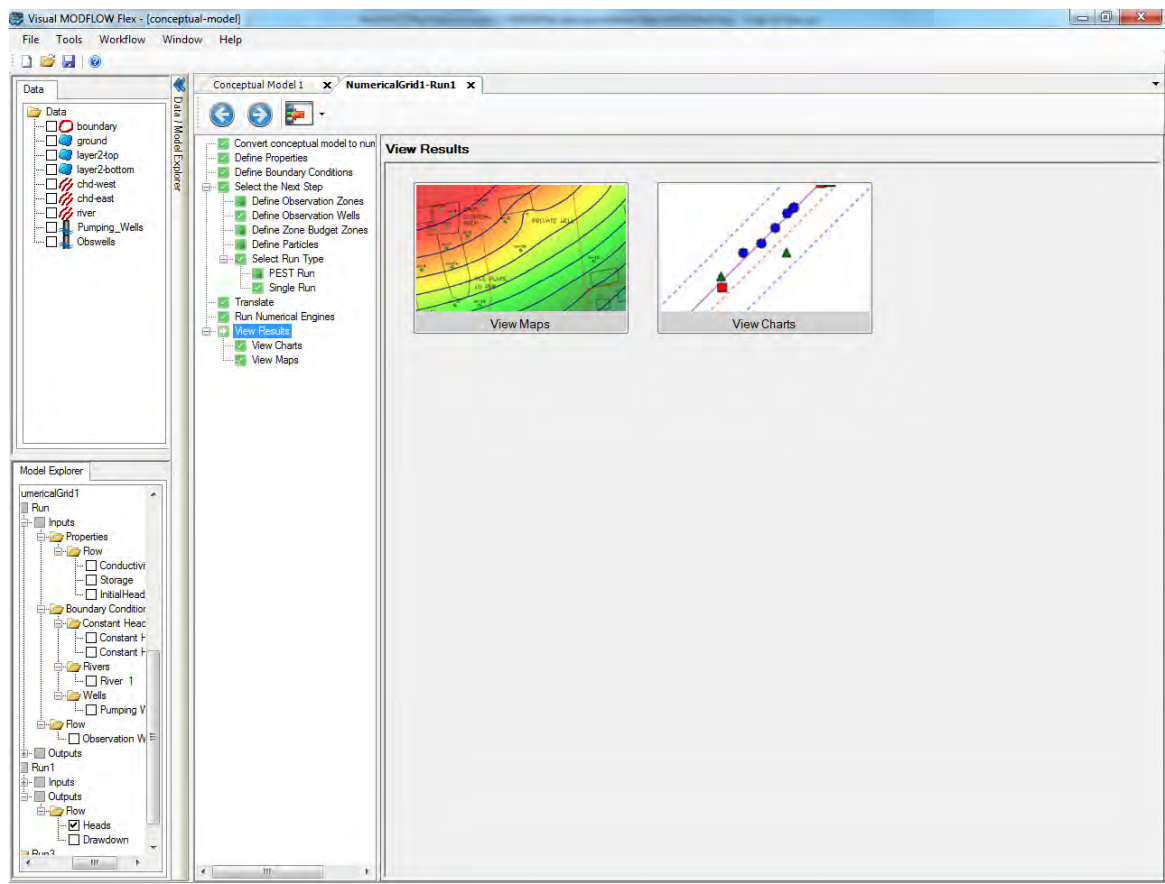 Visual MODFLOW Flex - [conceptual-model]
File Tools Workflow Window Help
Data
Data
boundary
ground
layer2-top
layer2-bottom
chd-west
chd-east
river
Pumping_Wells
Obswells
Data / Model Explorer
Model Explorer
umericalGrid1
Run
Inputs
Properties
Flow
Conductivi
Storage
InitialHead
Boundary Condition
Constant Head
Constant H
Constant H
Rivers
River 1
Wells
Pumping V
Flow
Observation W
Outputs
Run1
Inputs
Outputs
Flow
Heads
Drawdown
Run3
Conceptual Model 1 NumericalGrid1-Run1
Convert conceptual model to num
Define Properties
Define Boundary Conditions
Select the Next Step
Define Observation Zones
Define Observation Wells
Define Zone Budget Zones
Define Particles
Select Run Type
PEST Run
Single Run
Translate
Run Numerical Engines
View Results
View Charts
View Maps
View Results
PRIVATE WELL
View Maps
View Charts